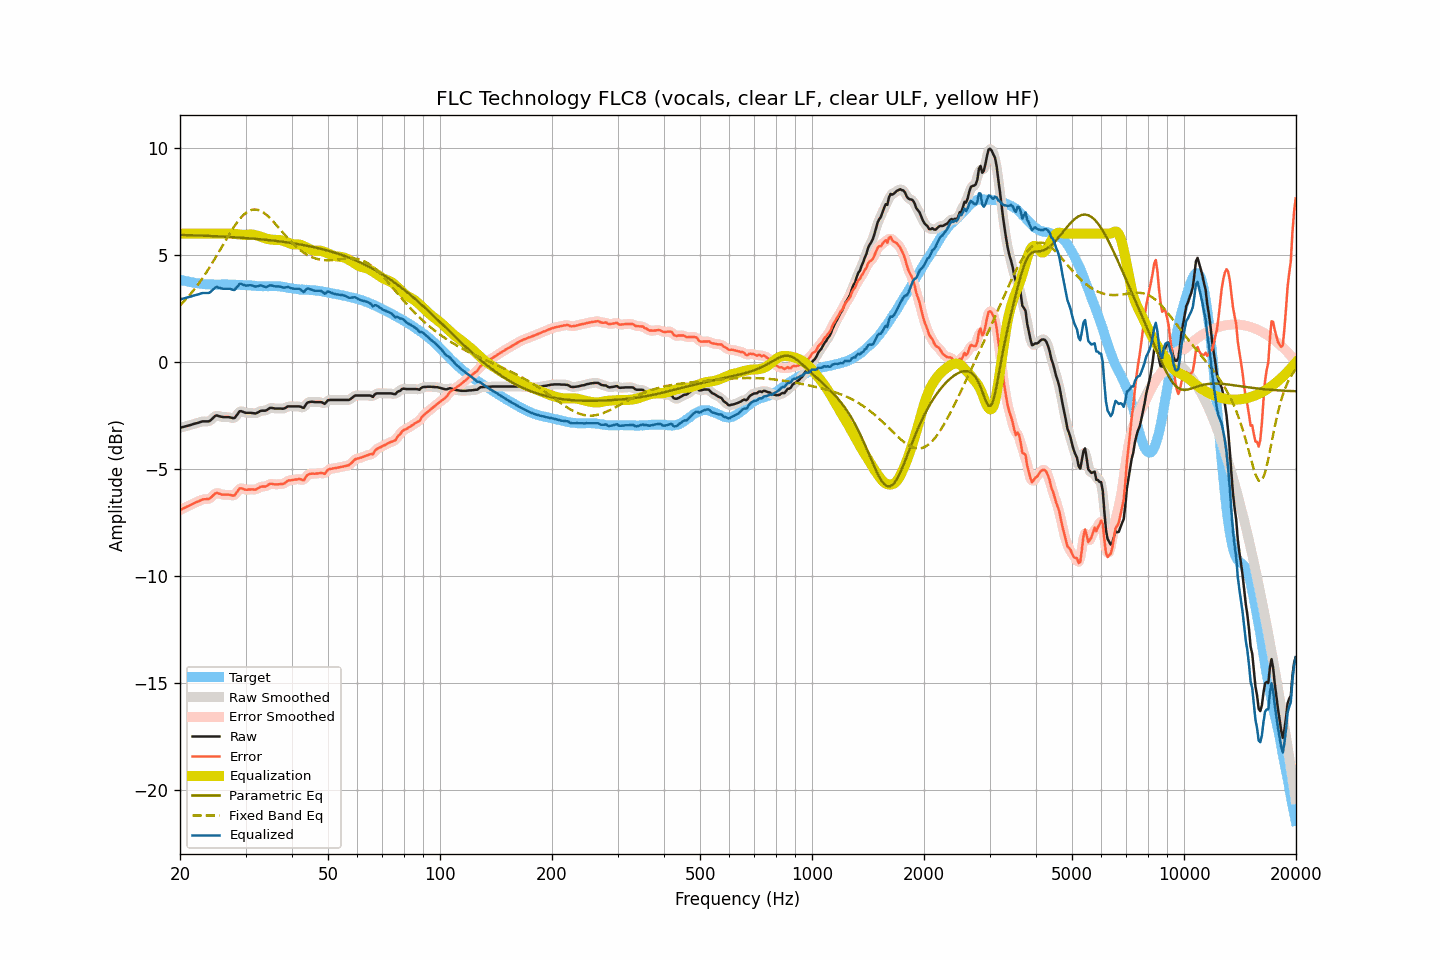 FLC Technology FLC8 (vocals, clear LF, clear ULF, yellow HF)
10
5
0
−5
−10
−15
−20
Amplitude (dBr)
Target
Raw Smoothed
Error Smoothed
Raw
Error
Equalization
Parametric Eq
Fixed Band Eq
Equalized
20 50 100 200 500 1000 2000 5000 10000 20000
Frequency (Hz)